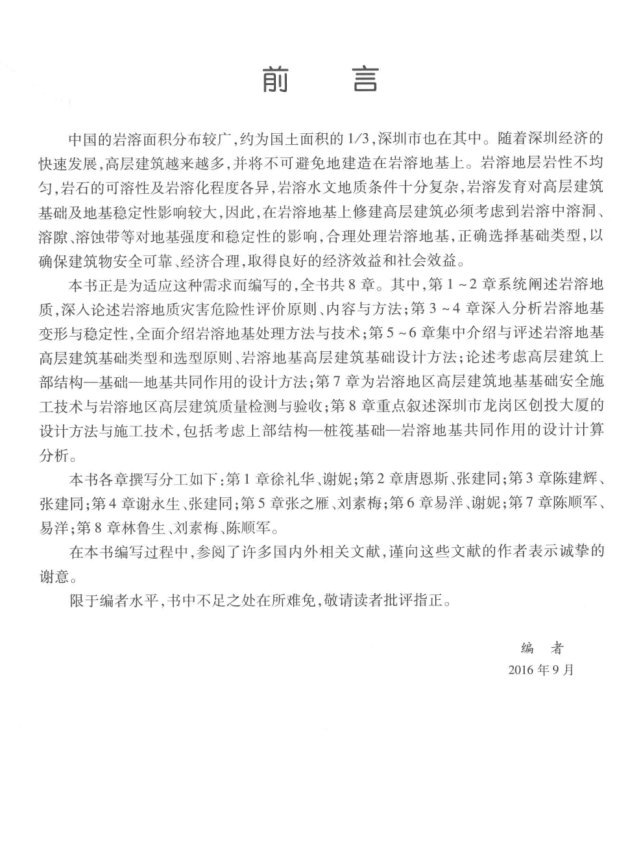 前 言
中国的岩溶面积分布较广,约为国土面积的1/3,深圳市也在其中。随着深圳经济的
快速发展,高层建筑越来越多,并将不可避免地建造在岩溶地基上。岩溶地层岩性不均
匀,岩石的可溶性及岩溶化程度各异,岩溶水文地质条件十分复杂,岩溶发育对高层建筑
基础及地基稳定性影响较大,因此,在岩溶地基上修建高层建筑必须考虑到岩溶中溶洞、
溶隙、溶蚀带等对地基强度和稳定性的影响,合理处理岩溶地基,正确选择基础类型,以
确保建筑物安全可靠、经济合理,取得良好的经济效益和社会效益。
本书正是为适应这种需求而编写的,全书共8章。其中,第1~2章系统阐述岩溶地
质,深入论述岩溶地质灾害危险性评价原则、内容与方法;第3~4章深入分析岩溶地基
变形与稳定性,全面介绍岩溶地基处理方法与技术;第5~6章集中介绍与评述岩溶地基
高层建筑基础类型和选型原则、岩溶地基高层建筑基础设计方法;论述考虑高层建筑上
部结构—基础—地基共同作用的设计方法;第7章为岩溶地区高层建筑地基基础安全施
工技术与岩溶地区高层建筑质量检测与验收;第8章重点叙述深圳市龙岗区创投大厦的
设计方法与施工技术,包括考虑上部结构—桩筏基础—岩溶地基共同作用的设计计算
分析。
本书各章撰写分工如下:第1章徐礼华、谢妮;第2章唐恩斯、张建同;第3章陈建辉、
张建同;第4章谢永生、张建同;第5章张之雁、刘素梅;第6章易洋、谢妮;第7章陈顺军、
易洋;第8章林鲁生、刘素梅、陈顺军。
在本书编写过程中,参阅了许多国内外相关文献,谨向这些文献的作者表示诚挚的
谢意。
限于编者水平,书中不足之处在所难免,敬请读者批评指正。
编 者
2016年9月